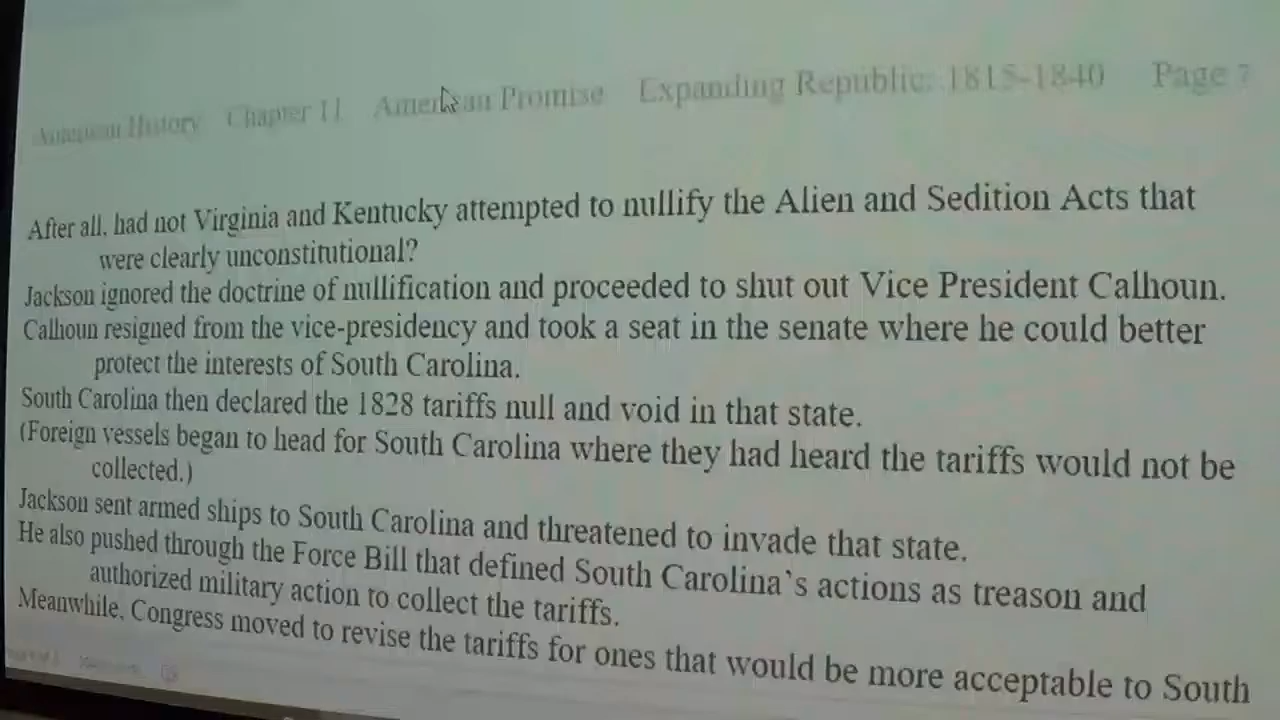 American History Chapter 11 American Promise Expanding Republic: 1815-1840 Page 7
After all, had not Virginia and Kentucky attempted to nullify the Alien and Sedition Acts that
were clearly unconstitutional?
Jackson ignored the doctrine of nullification and proceeded to shut out Vice President Calhoun.
Calhoun resigned from the vice-presidency and took a seat in the senate where he could better
protect the interests of South Carolina.
South Carolina then declared the 1828 tariffs null and void in that state.
(Foreign vessels began to head for South Carolina where they had heard the tariffs would not be
collected.)
Jackson sent armed ships to South Carolina and threatened to invade that state.
He also pushed through the Force Bill that defined South Carolina`s actions as treason and
authorized military action to collect the tariffs.
Meanwhile, Congress moved to revise the tariffs for ones that would be more acceptable to South